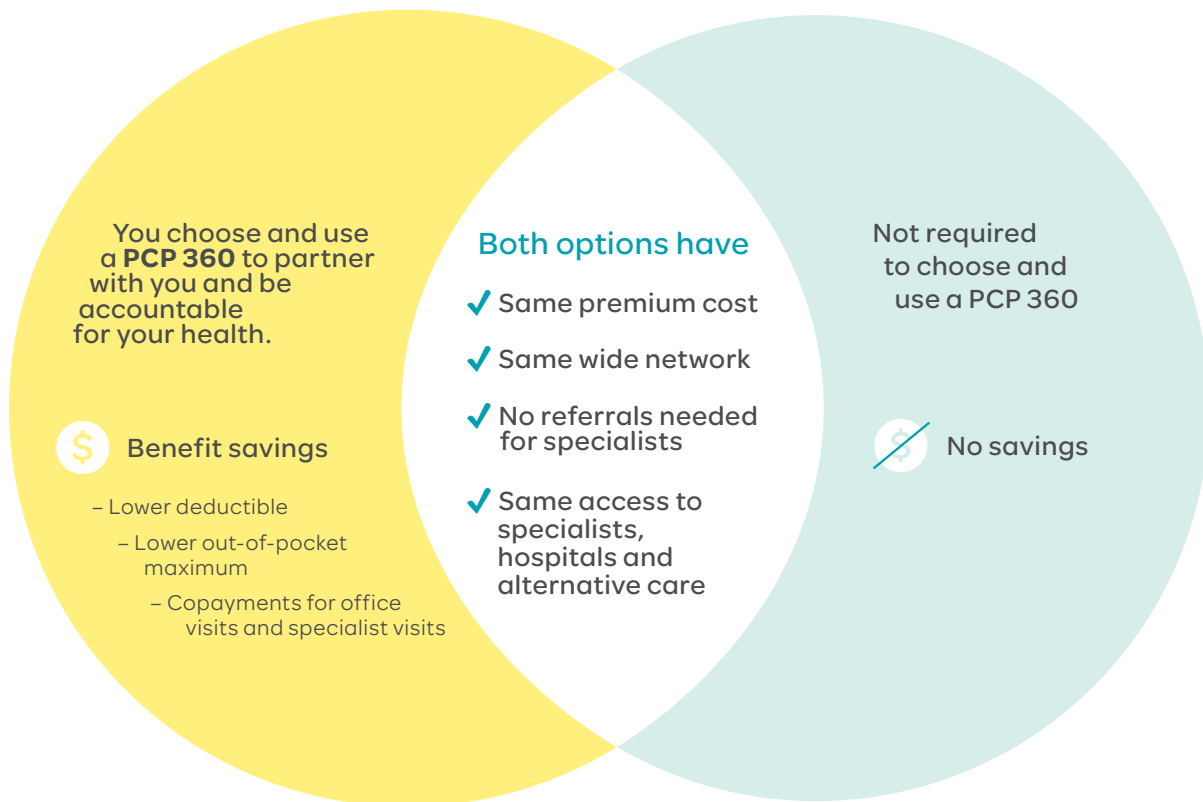 You choose and use
a PCP 360 to partner
with you and be
accountable
for your health.
$ Benefit savings
– Lower deductible
– Lower out-of-pocket
maximum
– Copayments for office
visits and specialist visits
Both options have
✓ Same premium cost
✓ Same wide network
✓ No referrals needed
for specialists
✓ Same access to
specialists,
hospitals and
alternative care
Not required
to choose and
use a PCP 360
$ No savings